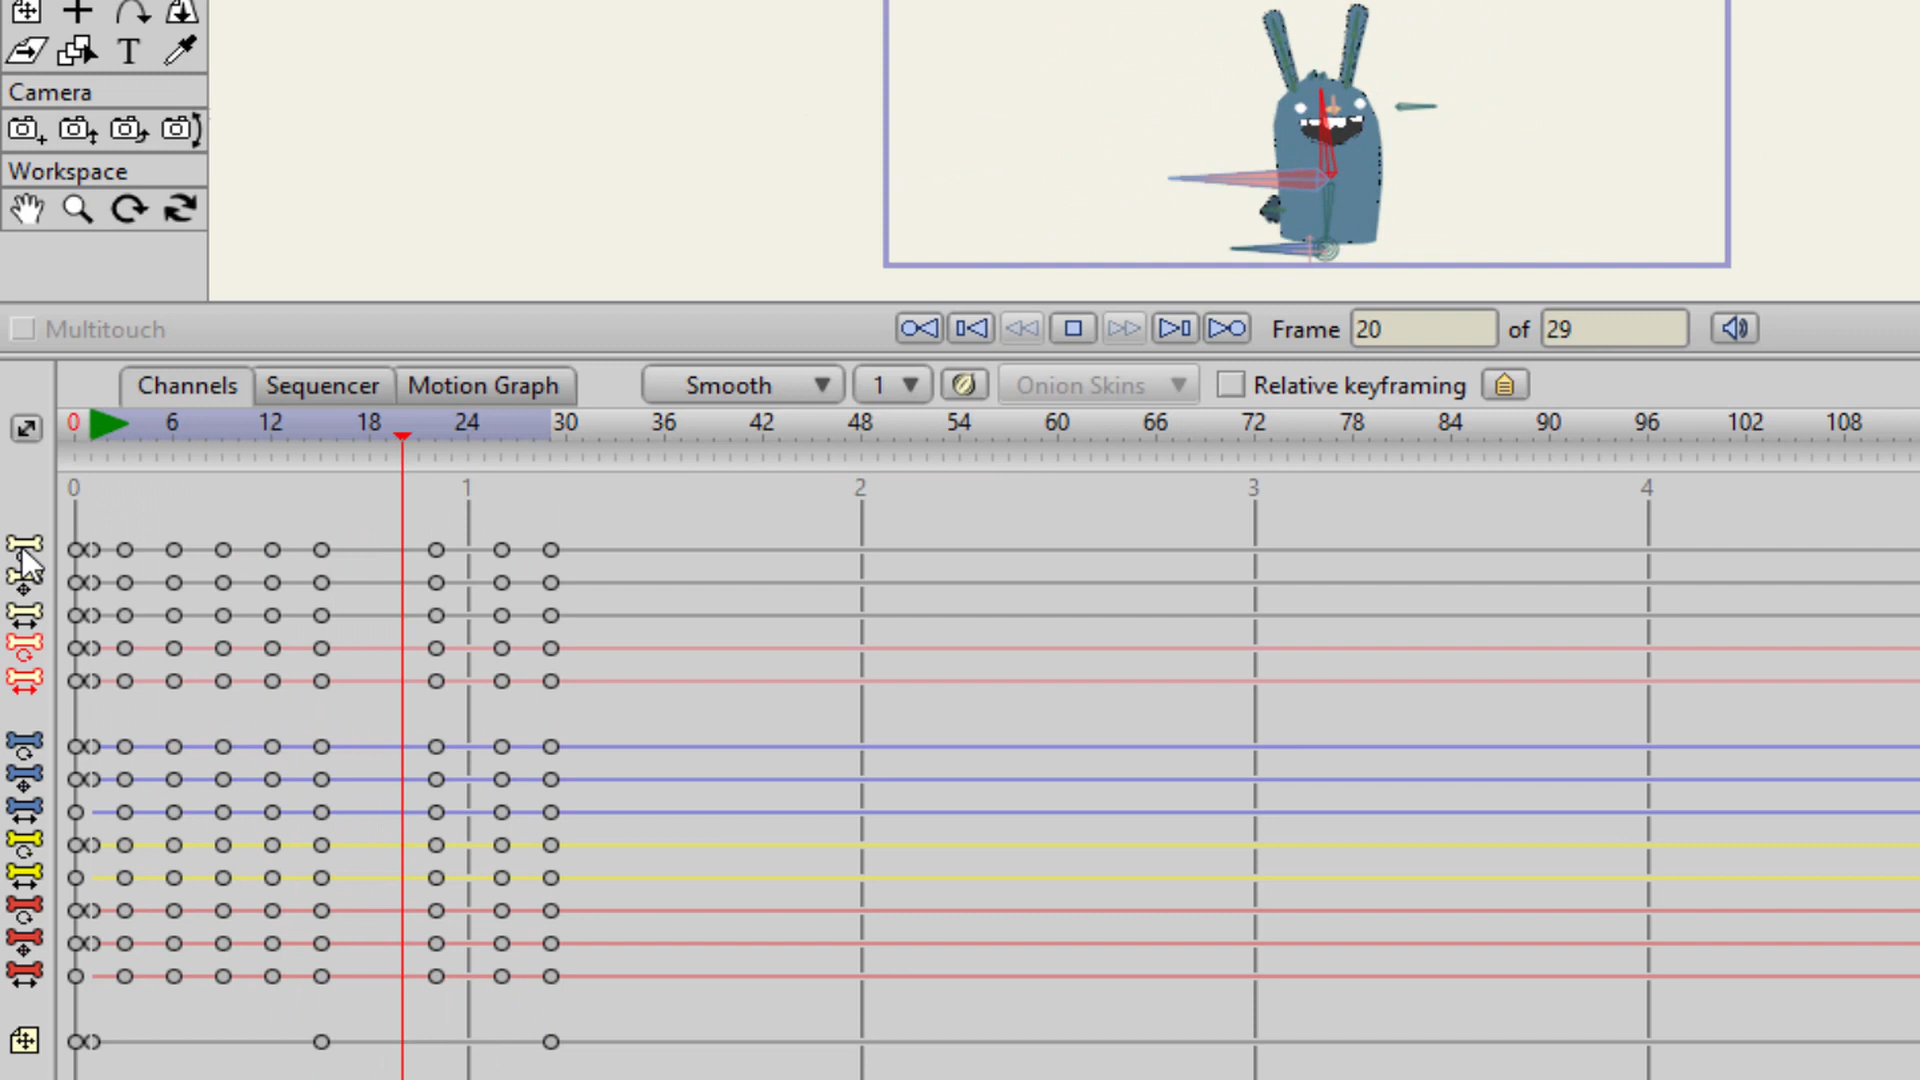 T
Camera
Workspace
Multitouch
Frame 20 of 29
Channels Sequencer Motion Graph Smooth 1 Onion Skins Relative keyframing
0 6 12 18 24 30 36 42 48 54 60 66 72 78 84 90 96 102 108
0 1 2 3 4